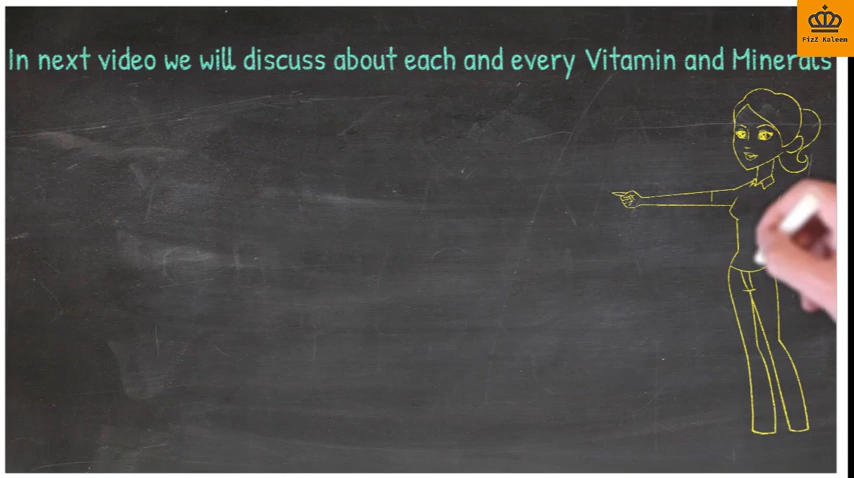 FizZ Kaleem
In next video we will discuss about each and every Vitamin and Minerals